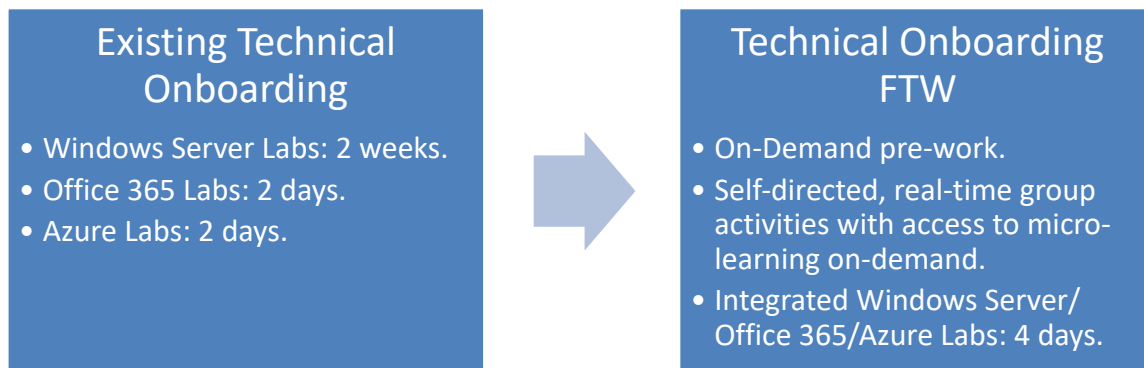 Existing Technical
Onboarding
• Windows Server Labs: 2 weeks.
• Office 365 Labs: 2 days.
• Azure Labs: 2 days.
Technical Onboarding
FTW
• On-Demand pre-work.
• Self-directed, real-time group
activities with access to micro-
learning on-demand.
• Integrated Windows Server/
Office 365/Azure Labs: 4 days.